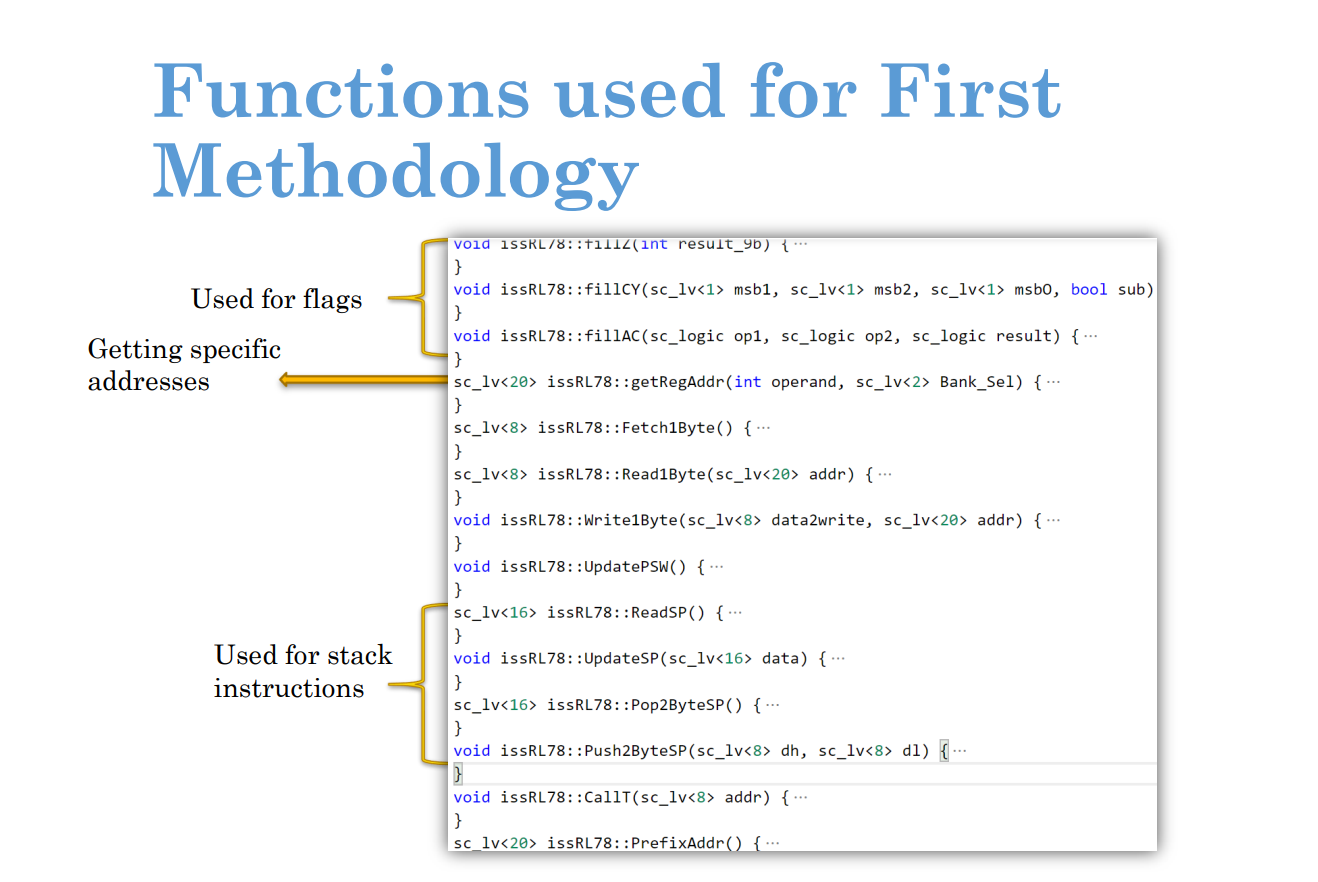 Functions used for First
Methodology
Used for flags
Getting specific
addresses
Used for stack
instructions
void issRL78::fillZ(int result_9b) {···
}
void issRL78::fillCY(sc_lv<1> msb1, sc_lv<1> msb2, sc_lv<1> msbO, bool sub)
}
void issRL78::fillAC(sc_logic op1, sc_logic op2, sc_logic result) {···
}
sc_lv<20> issRL78::getRegAddr(int operand, sc_lv<2> Bank_Sel) {···
}
sc_lv<8> issRL78::Fetch1Byte() {···
}
sc_lv<8> issRL78::Read1Byte(sc_lv<20> addr) {···
}
void issRL78::Write1Byte(sc_lv<8> data2write, sc_lv<20> addr) {···
}
void issRL78::UpdatePSW() {···
}
sc_lv<16> issRL78::ReadSP() {···
}
void issRL78::UpdateSP(sc_lv<16> data) {···
}
sc_lv<16> issRL78::Pop2ByteSP() {···
}
void issRL78::Push2ByteSP(sc_lv<8> dh, sc_lv<8> dl) {···
}
void issRL78::CallT(sc_lv<8> addr) {···
}
sc_lv<20> issRL78::PrefixAddr() {···